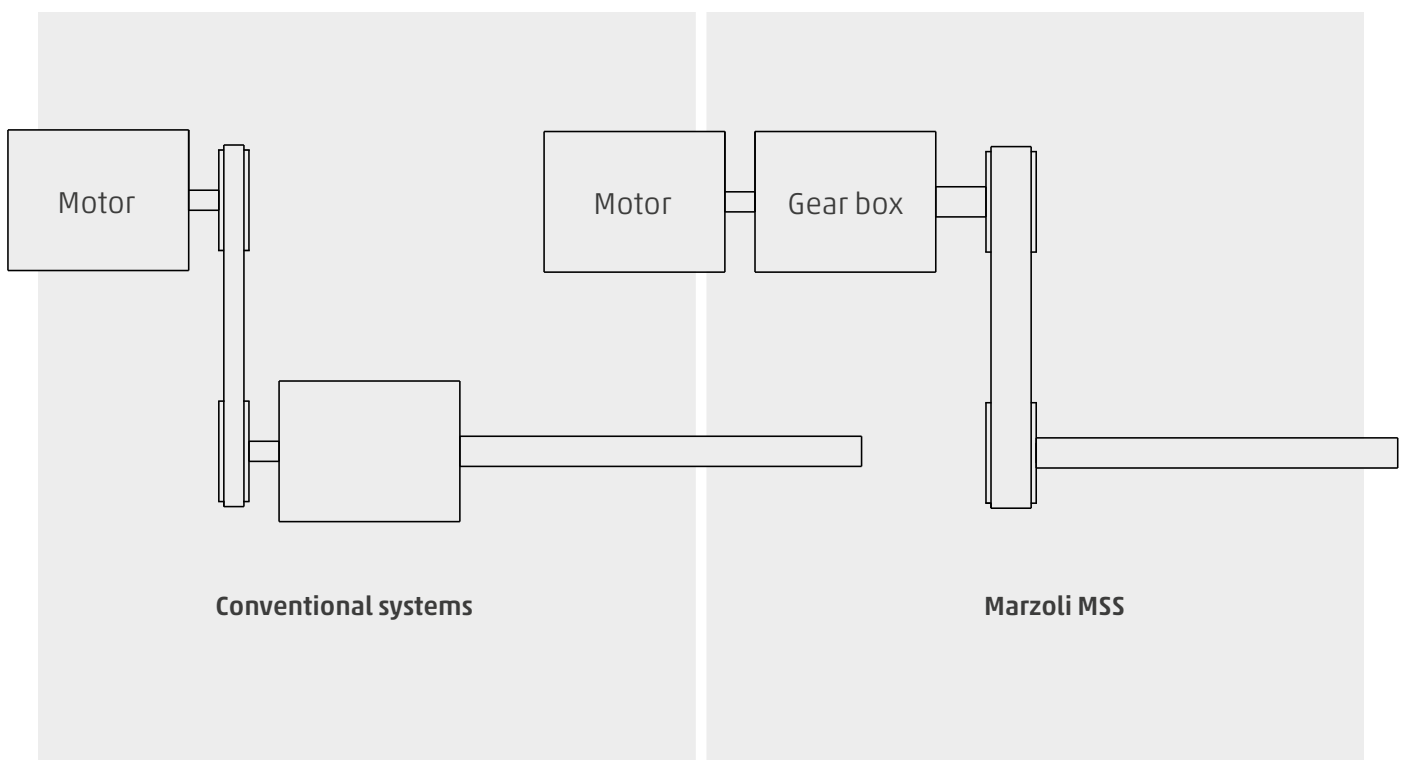 Motor
Motor
Gear box
Conventional systems
Marzoli MSS